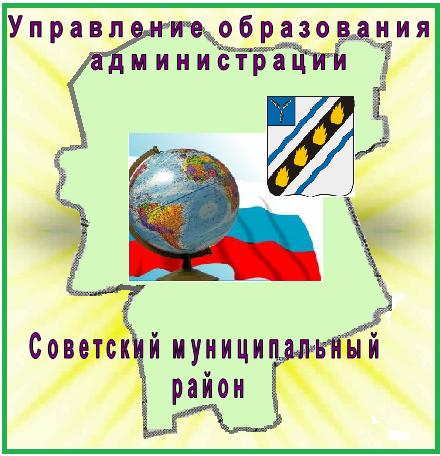 Управление образования
администрации
Советский муниципальный
район